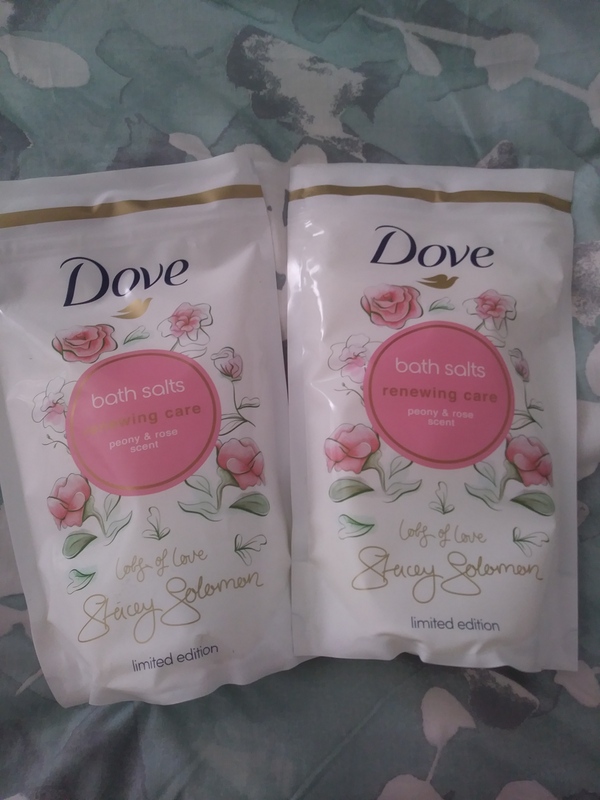 Dove
bath salts
renewing care
peony & rose
scent
lots of love
Stacey Solomon
limited edition
Dove
bath salts
renewing care
peony & rose
scent
lots of love
Stacey Solomon
limited edition